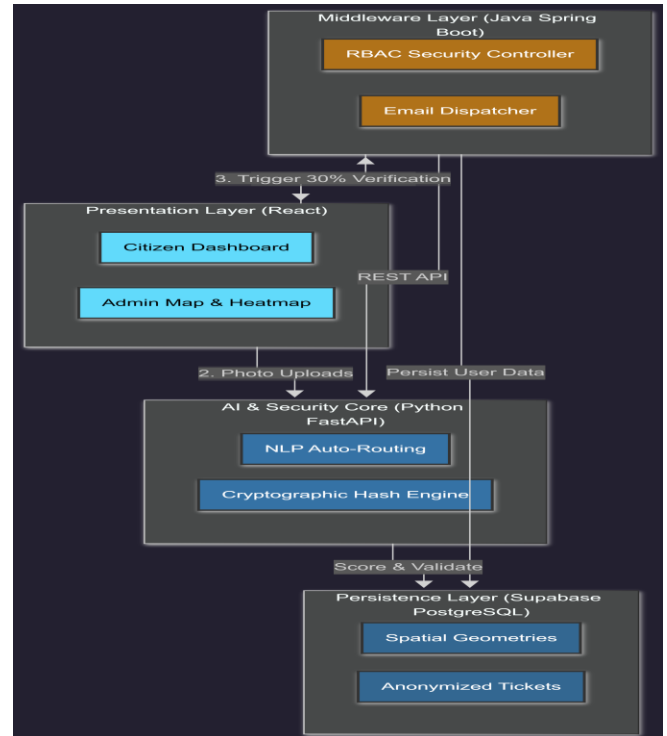 Middleware Layer (Java Spring
Boot)
RBAC Security Controller
Email Dispatcher
3. Trigger 30% Verification
Presentation Layer (React)
Citizen Dashboard
REST API
Admin Map & Heatmap
2. Photo Uploads
Persist User Data
AI & Security Core (Python
FastAPI)
NLP Auto-Routing
Cryptographic Hash Engine
Score & Validate
Persistence Layer (Supabase
PostgreSQL)
Spatial Geometries
Anonymized Tickets